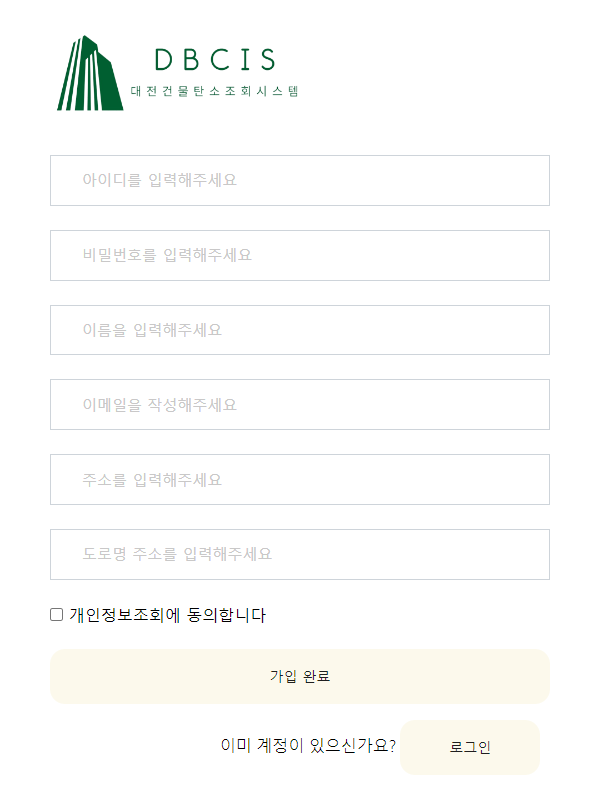 DBCIS
대전건물탄소조회시스템
아이디를 입력해주세요
비밀번호를 입력해주세요
이름을 입력해주세요
이메일을 작성해주세요
주소를 입력해주세요
도로명 주소를 입력해주세요
개인정보조회에 동의합니다
가입 완료
이미 계정이 있으신가요? 로그인